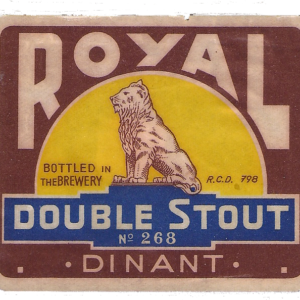 ROYAL
BOTTLED IN
THE BREWERY
R.C.D. 798
DOUBLE STOUT
No 268
· DINANT ·